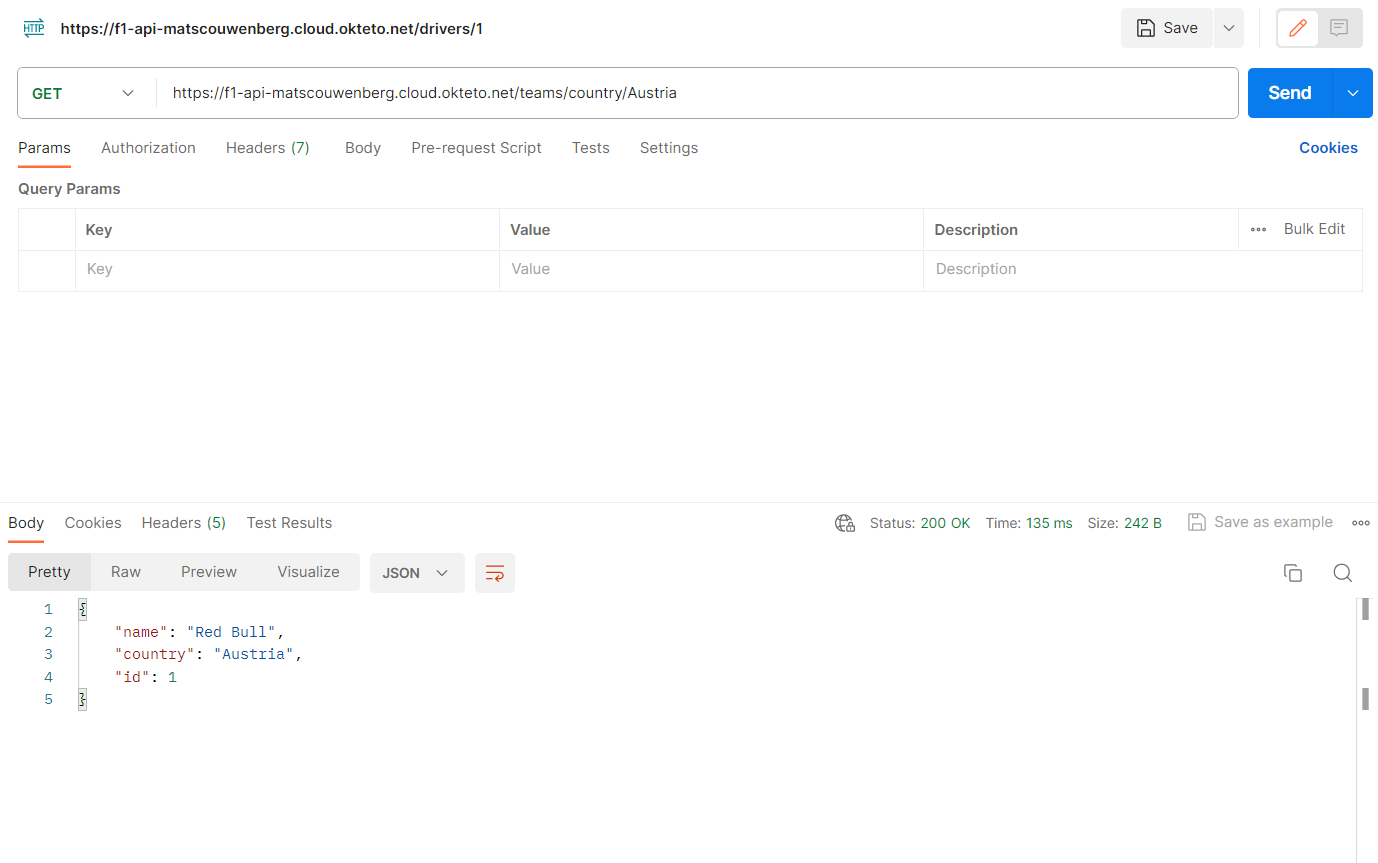 HTTP https://f1-api-matscouwenberg.cloud.okteto.net/drivers/1 Save
GET https://f1-api-matscouwenberg.cloud.okteto.net/teams/country/Austria Send
Params Authorization Headers (7) Body Pre-request Script Tests Settings Cookies
Query Params
Key Value Description Bulk Edit
Key Value Description
Body Cookies Headers (5) Test Results Status: 200 OK Time: 135 ms Size: 242 B Save as example
Pretty Raw Preview Visualize JSON
1 {
2 "name": "Red Bull",
3 "country": "Austria",
4 "id": 1
5 }